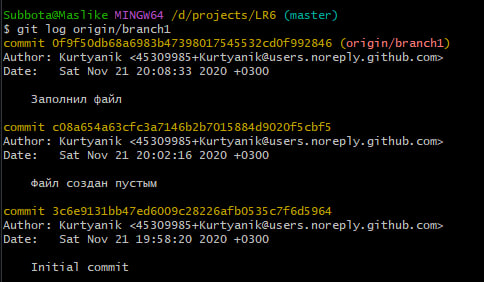 Subbota@Maslike MINGW64 /d/projects/LR6 (master)
$ git log origin/branch1
commit 0f9f50db68a6983b47398017545532cd0f992846 (origin/branch1)
Author: Kurtyanik <45309985+Kurtyanik@users.noreply.github.com>
Date:   Sat Nov 21 20:08:33 2020 +0300
    Заполнил файл
commit c08a654a63cfc3a7146b2b7015884d9020f5cbf5
Author: Kurtyanik <45309985+Kurtyanik@users.noreply.github.com>
Date:   Sat Nov 21 20:02:16 2020 +0300
    Файл создан пустым
commit 3c6e9131bb47ed6009c28226afb0535c7f6d5964
Author: Kurtyanik <45309985+Kurtyanik@users.noreply.github.com>
Date:   Sat Nov 21 19:58:20 2020 +0300
    Initial commit